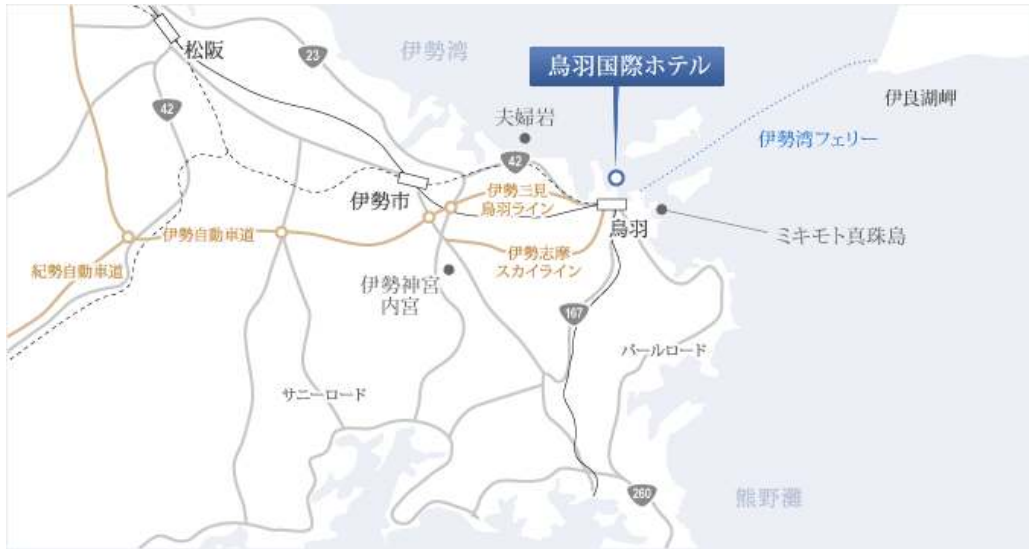 松阪
23
伊勢湾
鳥羽国際ホテル
42
夫婦岩
伊良湖岬
伊勢湾フェリー
42
伊勢市
伊勢二見
鳥羽ライン
鳥羽
ミキモト真珠島
伊勢自動車道
紀勢自動車道
伊勢志摩
スカイライン
伊勢神宮
内宮
167
パールロード
サニーロード
260
熊野灘